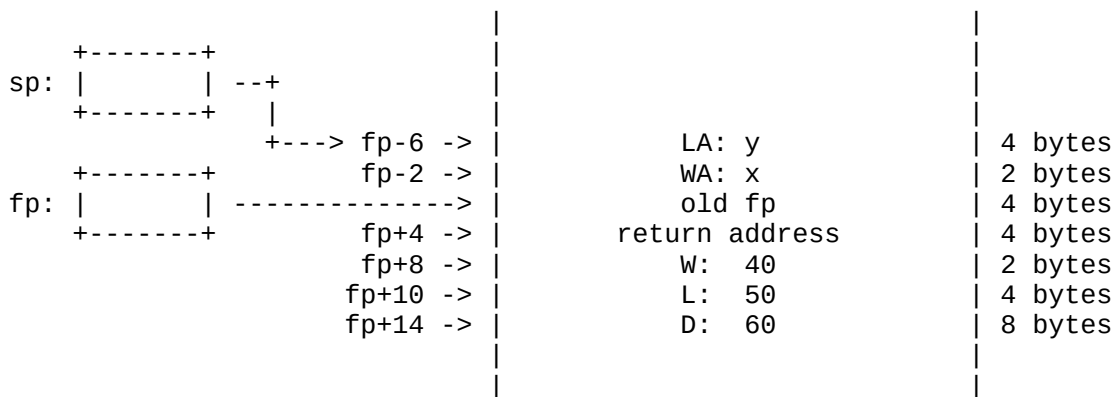 |                              |
    +-------+                   |                              |
sp: |       | --+               |                              |
    +-------+   |               |                              |
                +---> fp-6 ->   |            LA: y             | 4 bytes
    +-------+         fp-2 ->   |            WA: x             | 2 bytes
fp: |       | --------------&gt; |            old fp            | 4 bytes
    +-------+         fp+4 ->   |        return address        | 4 bytes
                      fp+8 ->   |            W:  40            | 2 bytes
                     fp+10 ->   |            L:  50            | 4 bytes
                     fp+14 ->   |            D:  60            | 8 bytes
                                |                              |
                                |                              |